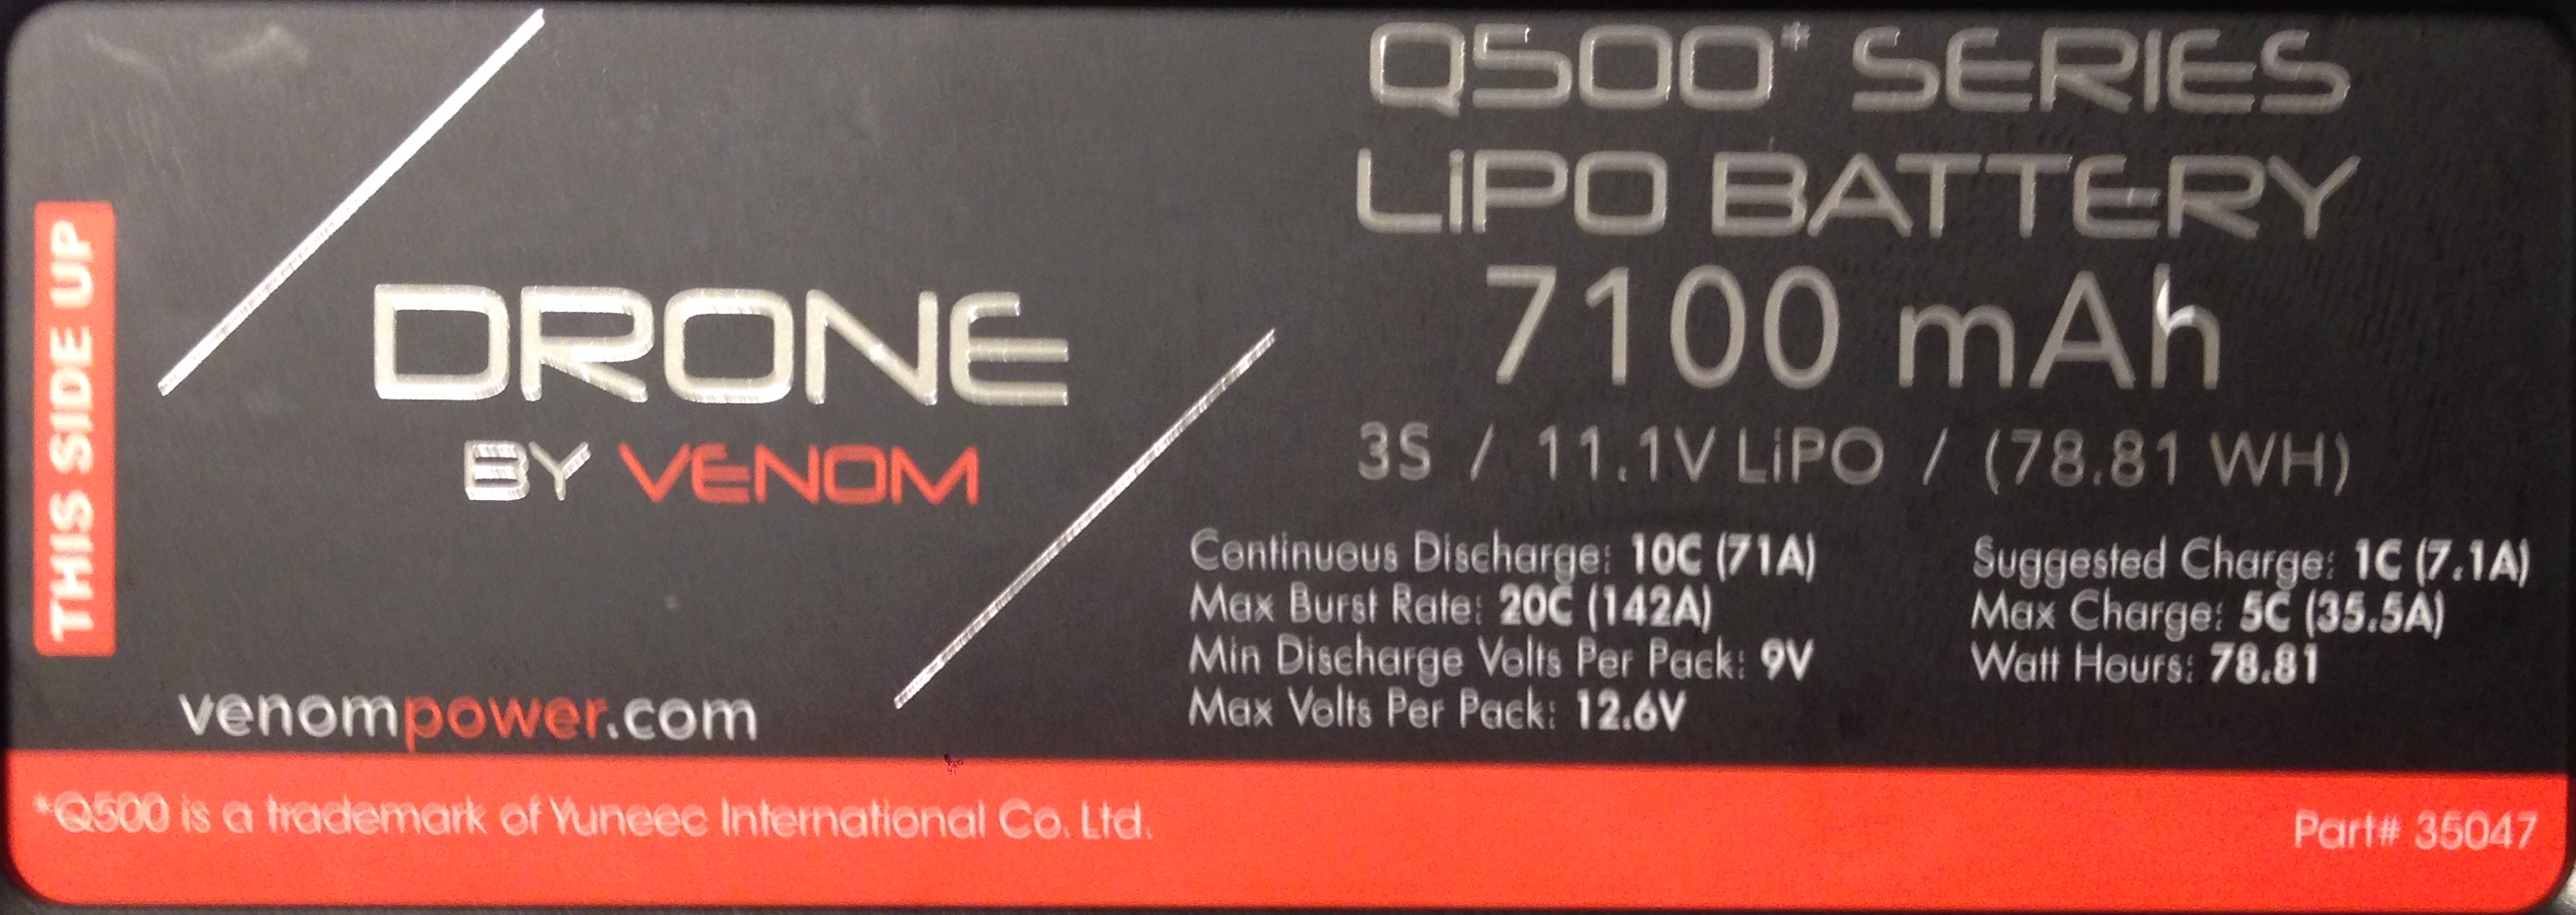 THIS SIDE UP
DRONE
BY VENOM
venompower.com
Q500* SERIES
LiPO BATTERY
7100 mAh
3S / 11.1V LiPO / (78.81 WH)
Continuous Discharge: 10C (71A)
Max Burst Rate: 20C (142A)
Min Discharge Volts Per Pack: 9V
Max Volts Per Pack: 12.6V
Suggested Charge: 1C (7.1A)
Max Charge: 5C (35.5A)
Watt Hours: 78.81
*Q500 is a trademark of Yuneec International Co. Ltd.
Part# 35047